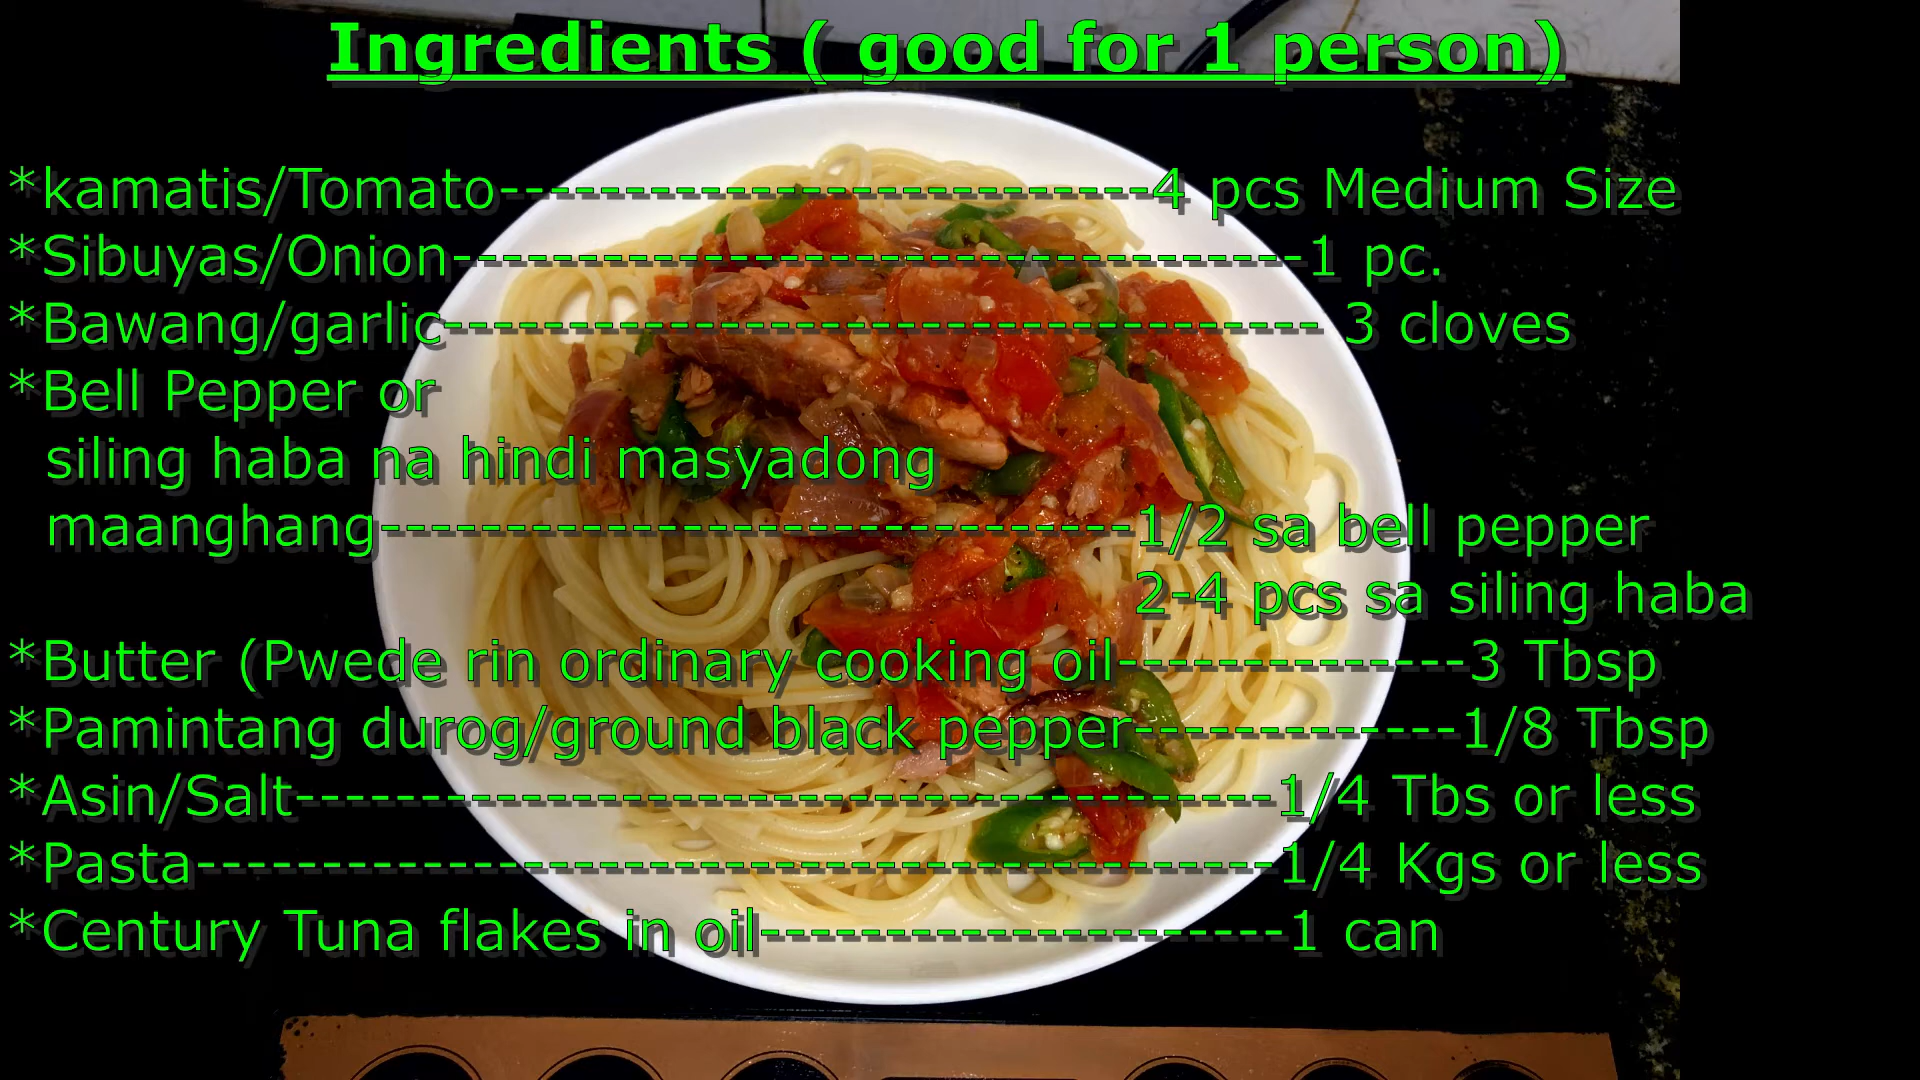 Ingredients ( good for 1 person)
*kamatis/Tomato--------------------------4 pcs Medium Size
*Sibuyas/Onion----------------------------------1 pc.
*Bawang/garlic----------------------------------- 3 cloves
*Bell Pepper or
siling haba na hindi masyadong
maanghang------------------------------1/2 sa bell pepper
2-4 pcs sa siling haba
*Butter (Pwede rin ordinary cooking oil--------------3 Tbsp
*Pamintang durog/ground black pepper-------------1/8 Tbsp
*Asin/Salt---------------------------------------1/4 Tbs or less
*Pasta-------------------------------------------1/4 Kgs or less
*Century Tuna flakes in oil---------------------1 can